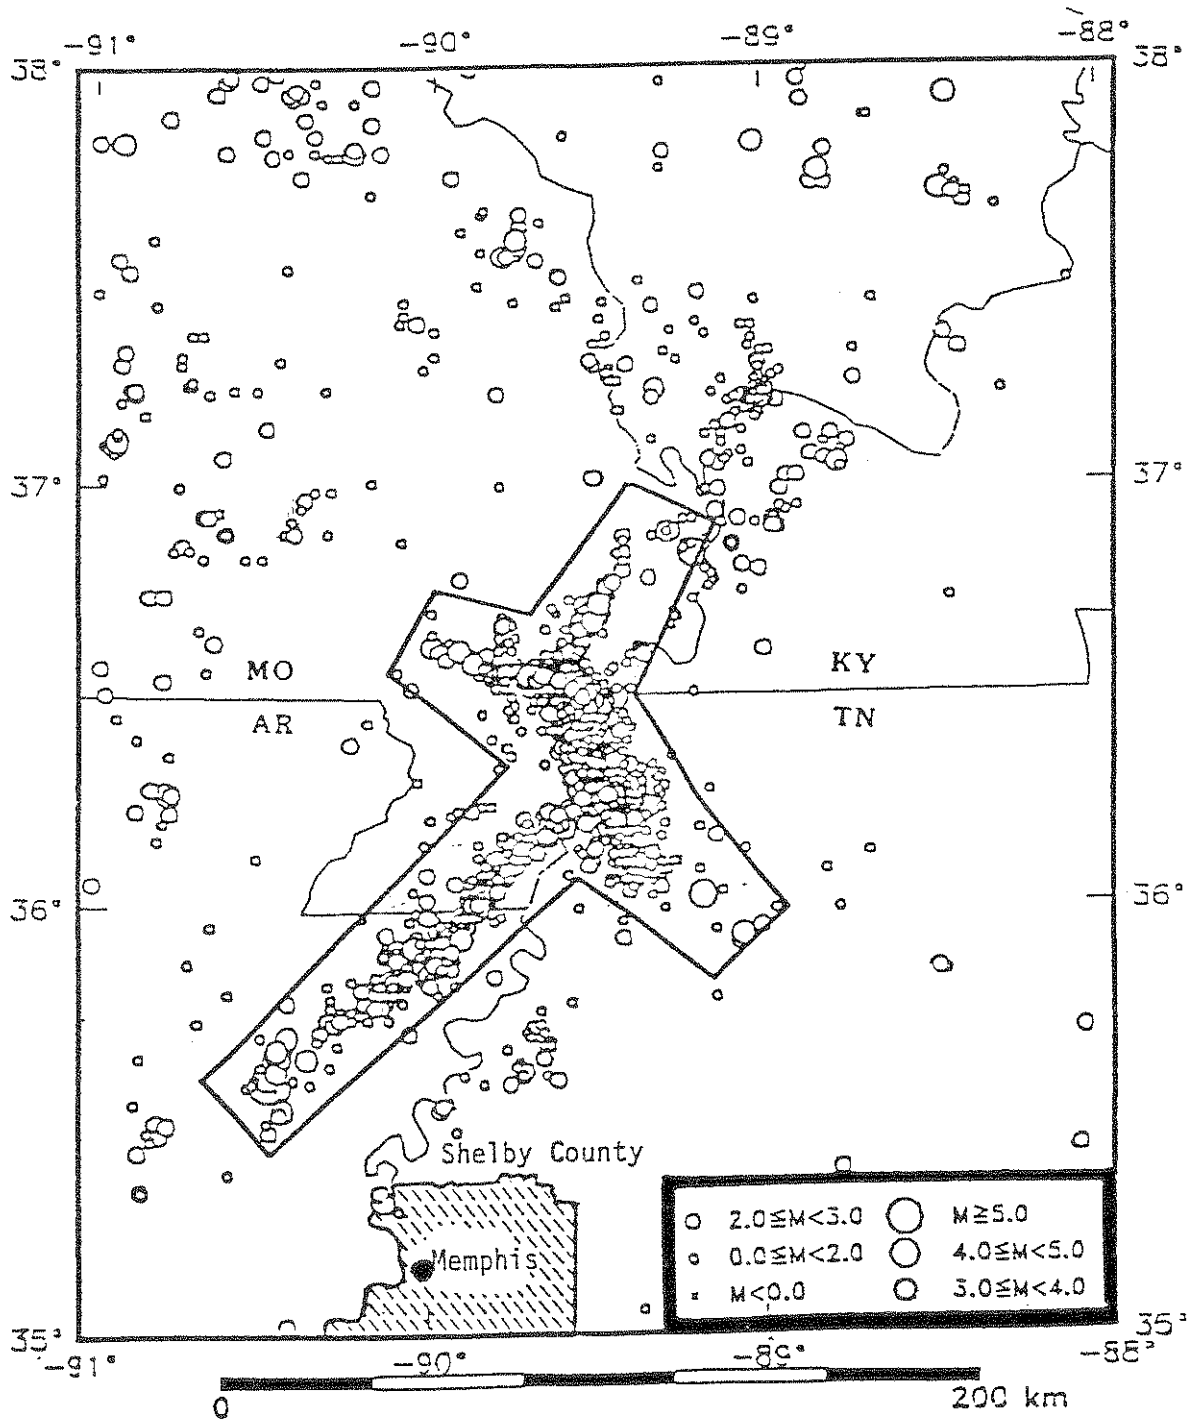 -91° -90° -89° -88°
38° 38°
37° 37°
MO KY
AR TN
36° 36°
Shelby County
Memphis
2.0≦M<3.0 M≧5.0
0.0≦M<2.0 4.0≦M<5.0
M<0.0 3.0≦M<4.0
35° 35°
-91° -90° -89° -88°
0 200 km